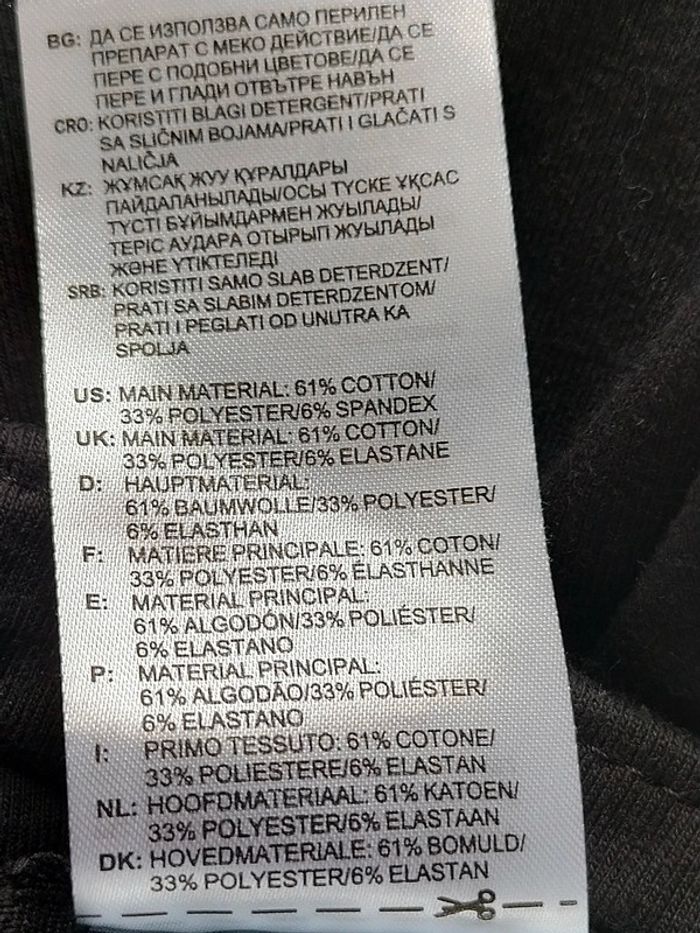 BG: ДА СЕ ИЗПОЛЗВА САМО ПЕРИЛЕН
ПРЕПАРАТ С МЕКО ДЕЙСТВИЕ/ДА СЕ
ПЕРЕ С ПОДОБНИ ЦВЕТОВЕ/ДА СЕ
ПЕРЕ И ГЛАДИ ОТВЪТРЕ НАВЪН
CRO: KORISTITI BLAGI DETERGENT/PRATI
SA SLIČNIM BOJAMA/PRATI I GLAČATI S
NALIČJA
KZ: ЖҰМСАҚ ЖУУ ҚҰРАЛДАРЫ
ПАЙДАЛАНЫЛАДЫ/ОСЫ ТҮСКЕ ҰҚСАС
ТҮСТІ БҰЙЫМДАРМЕН ЖУЫЛАДЫ/
ТЕРІС АУДАРА ОТЫРЫП ЖУЫЛАДЫ
ЖӘНЕ ҮТІКТЕЛЕДІ
SRB: KORISTITI SAMO SLAB DETERDZENT/
PRATI SA SLABIM DETERDZENTOM/
PRATI I PEGLATI OD UNUTRA KA
SPOLJA
US: MAIN MATERIAL: 61% COTTON/
33% POLYESTER/6% SPANDEX
UK: MAIN MATERIAL: 61% COTTON/
33% POLYESTER/6% ELASTANE
D: HAUPTMATERIAL:
61% BAUMWOLLE/33% POLYESTER/
6% ELASTHAN
F: MATIERE PRINCIPALE: 61% COTON/
33% POLYESTER/6% ÉLASTHANNE
E: MATERIAL PRINCIPAL:
61% ALGODÓN/33% POLIÉSTER/
6% ELASTANO
P: MATERIAL PRINCIPAL:
61% ALGODÃO/33% POLIÉSTER/
6% ELASTANO
I: PRIMO TESSUTO: 61% COTONE/
33% POLIESTERE/6% ELASTAN
NL: HOOFDMATERIAAL: 61% KATOEN/
33% POLYESTER/6% ELASTAAN
DK: HOVEDMATERIALE: 61% BOMULD/
33% POLYESTER/6% ELASTAN